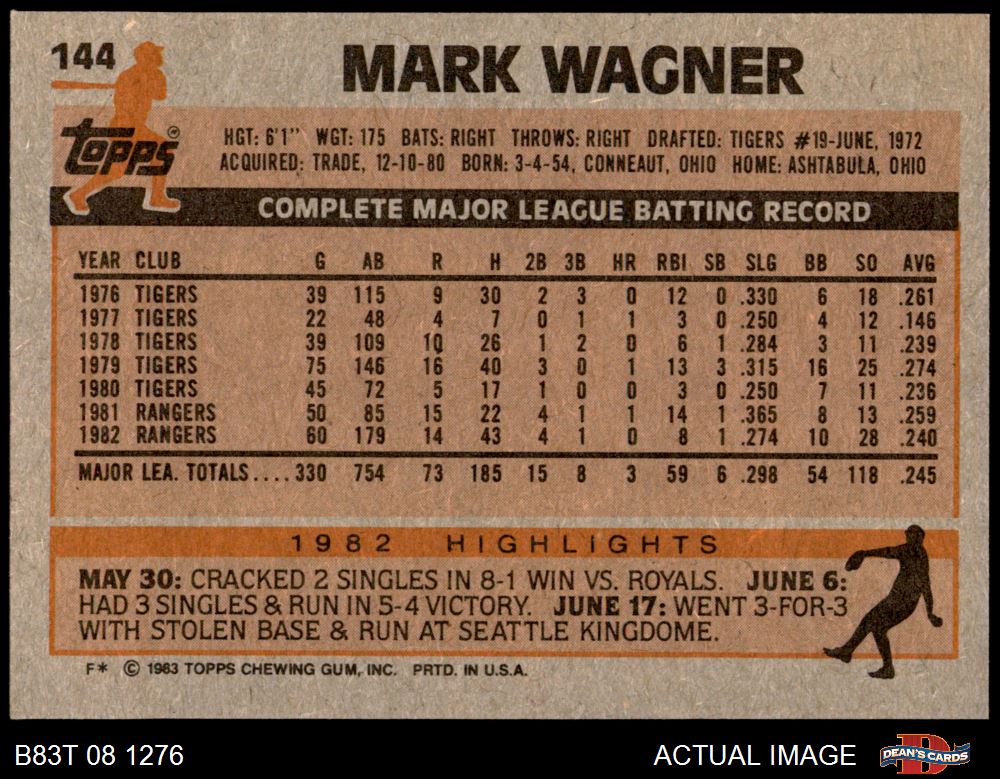 144
MARK WAGNER
topps®
HGT: 6'1" WGT: 175 BATS: RIGHT THROWS: RIGHT DRAFTED: TIGERS #19-JUNE, 1972
ACQUIRED: TRADE, 12-10-80 BORN: 3-4-54, CONNEAUT, OHIO HOME: ASHTABULA, OHIO
COMPLETE MAJOR LEAGUE BATTING RECORD
YEAR CLUB G AB R H 2B 3B HR RBI SB SLG BB SO AVG
1976 TIGERS 39 115 9 30 2 3 0 12 0 .330 6 18 .261
1977 TIGERS 22 48 4 7 0 1 1 3 0 .250 4 12 .146
1978 TIGERS 39 109 10 26 1 2 0 6 1 .284 3 11 .239
1979 TIGERS 75 146 16 40 3 0 1 13 3 .315 16 25 .274
1980 TIGERS 45 72 5 17 1 0 0 3 0 .250 7 11 .236
1981 RANGERS 50 85 15 22 4 1 1 14 1 .365 8 13 .259
1982 RANGERS 60 179 14 43 4 1 0 8 1 .274 10 28 .240
MAJOR LEA. TOTALS....330 754 73 185 15 8 3 59 6 .298 54 118 .245
1982 HIGHLIGHTS
MAY 30: CRACKED 2 SINGLES IN 8-1 WIN VS. ROYALS. JUNE 6:
HAD 3 SINGLES & RUN IN 5-4 VICTORY. JUNE 17: WENT 3-FOR-3
WITH STOLEN BASE & RUN AT SEATTLE KINGDOME.
F* © 1983 TOPPS CHEWING GUM, INC. PRTD. IN U.S.A.
B83T 08 1276 ACTUAL IMAGE DEAN'S CARDS